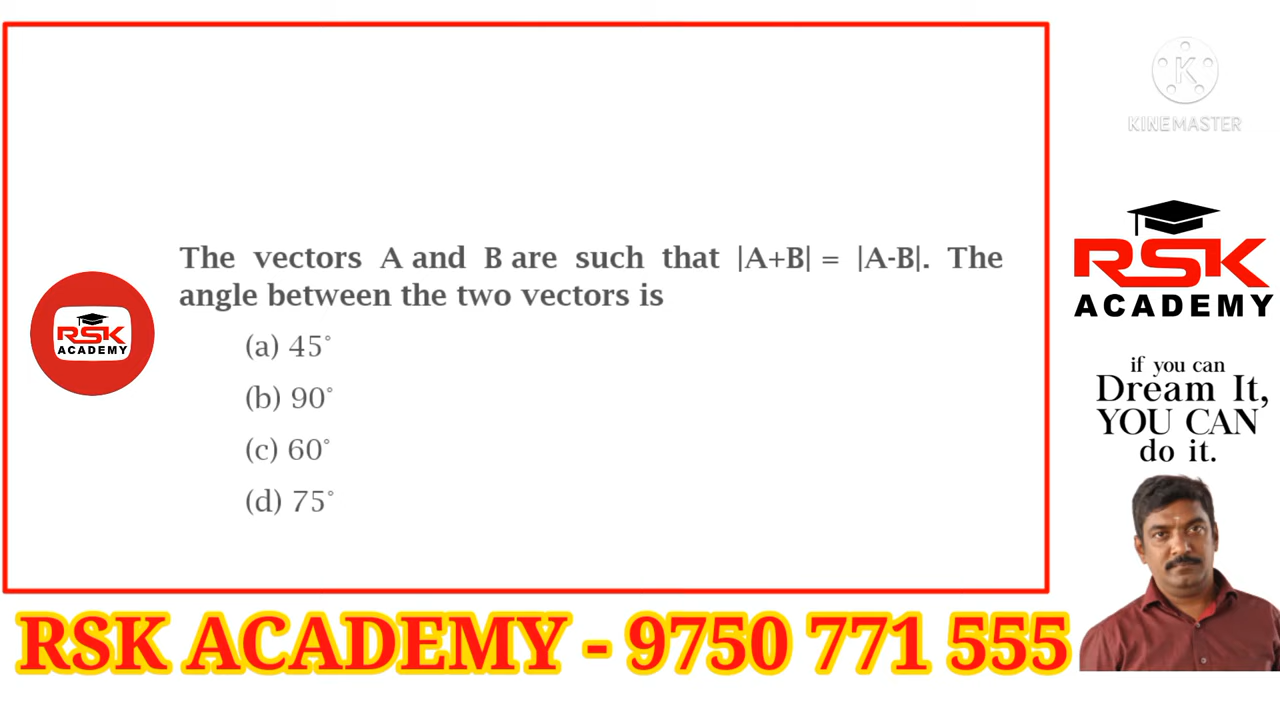 KINEMASTER
The vectors A and B are such that |A+B| = |A-B|. The
angle between the two vectors is
(a) 45°
(b) 90°
(c) 60°
(d) 75°
RSK
ACADEMY
RSK
ACADEMY
if you can
Dream It,
YOU CAN
do it.
RSK ACADEMY - 9750 771 555